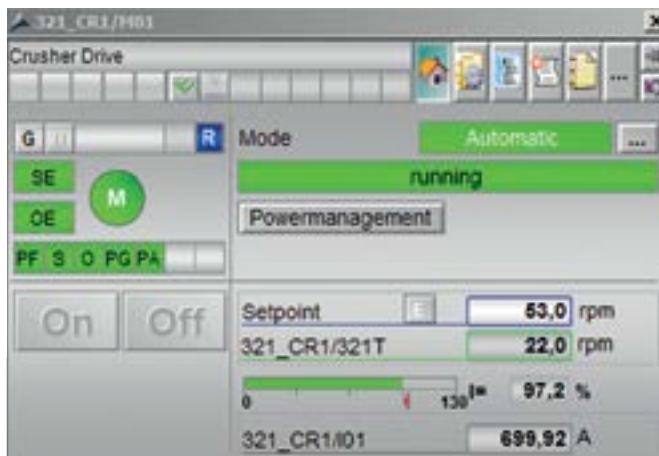 321_CR1/M01
Crusher Drive
...
G R Mode Automatic ...
SE running
M
OE Powermanagement
PF S O PG PA
On Off Setpoint 53,0 rpm
321_CR1/321T 22,0 rpm
0 130 I= 97,2 %
321_CR1/I01 699,92 A